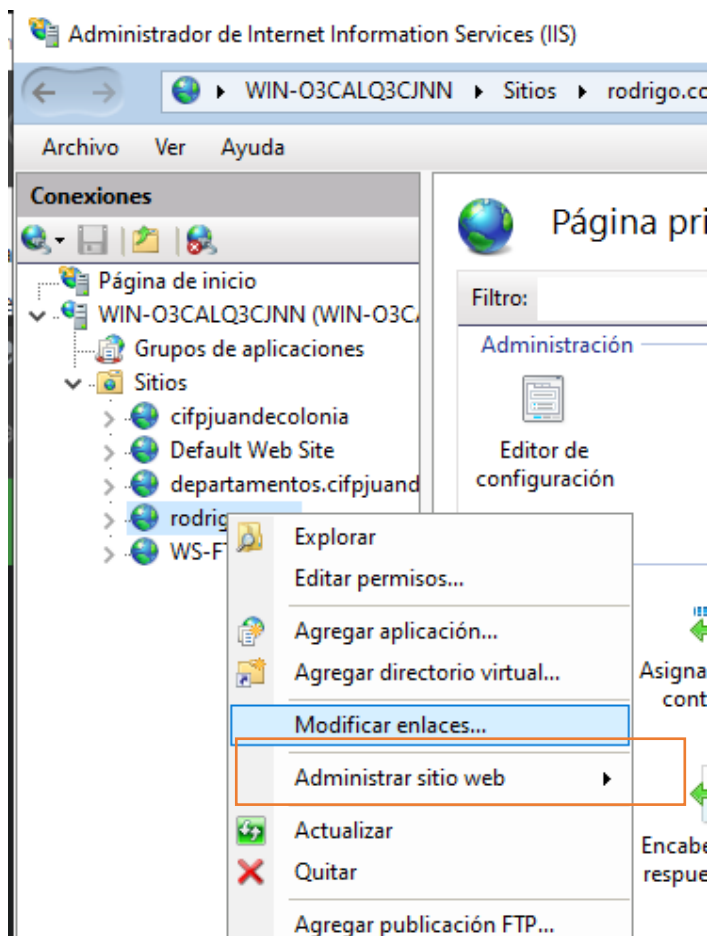 Administrador de Internet Information Services (IIS)
WIN-O3CALQ3CJNN Sitios rodrigo.co
Archivo Ver Ayuda
Conexiones
Página de inicio
WIN-O3CALQ3CJNN (WIN-O3C
Grupos de aplicaciones
Sitios
cifpjuandecolonia
Default Web Site
departamentos.cifpjuand
rodrig
WS-F
Explorar
Editar permisos...
Agregar aplicación...
Agregar directorio virtual...
Modificar enlaces...
Administrar sitio web
Actualizar
Quitar
Agregar publicación FTP...
Página pri
Filtro:
Administración
Editor de
configuración
Asigna
cont
Encabe
respue